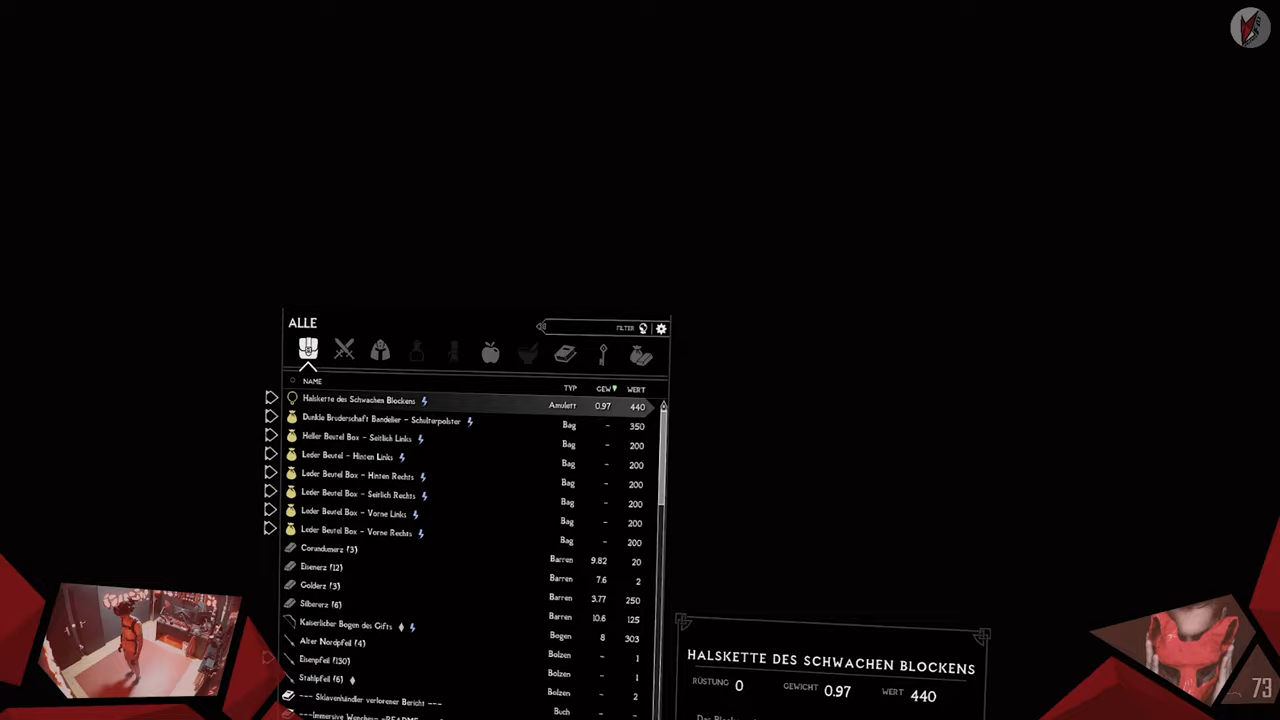 ALLE
FILTER
NAME TYP GEW WERT
Halskette des Schwachen Blockens Amulett 0.97 440
Dunkle Bruderschaft Bandelier - Schulterpolster Bag - 350
Heller Beutel Box - Seitlich Links Bag - 200
Leder Beutel - Hinten Links Bag - 200
Leder Beutel Box - Hinten Rechts Bag - 200
Leder Beutel Box - Seitlich Rechts Bag - 200
Leder Beutel Box - Vorne Links Bag - 200
Leder Beutel Box - Vorne Rechts Bag - 200
Corundumerz (3) Barren 9.82 20
Eisenerz (12) Barren 7.6 2
Golderz (3) Barren 3.77 250
Silbererz (6) Barren 10.6 125
Kaiserlicher Bogen des Gifts Bogen 8 303
Alter Nordpfeil (4) Bolzen - 1
Eisenpfeil (130) Bolzen - 1
Stahlpfeil (6) Bolzen - 2
--- Sklavenhändler verlorener Bericht --- Buch - -
HALSKETTE DES SCHWACHEN BLOCKENS
RÜSTUNG 0 GEWICHT 0.97 WERT 440
73